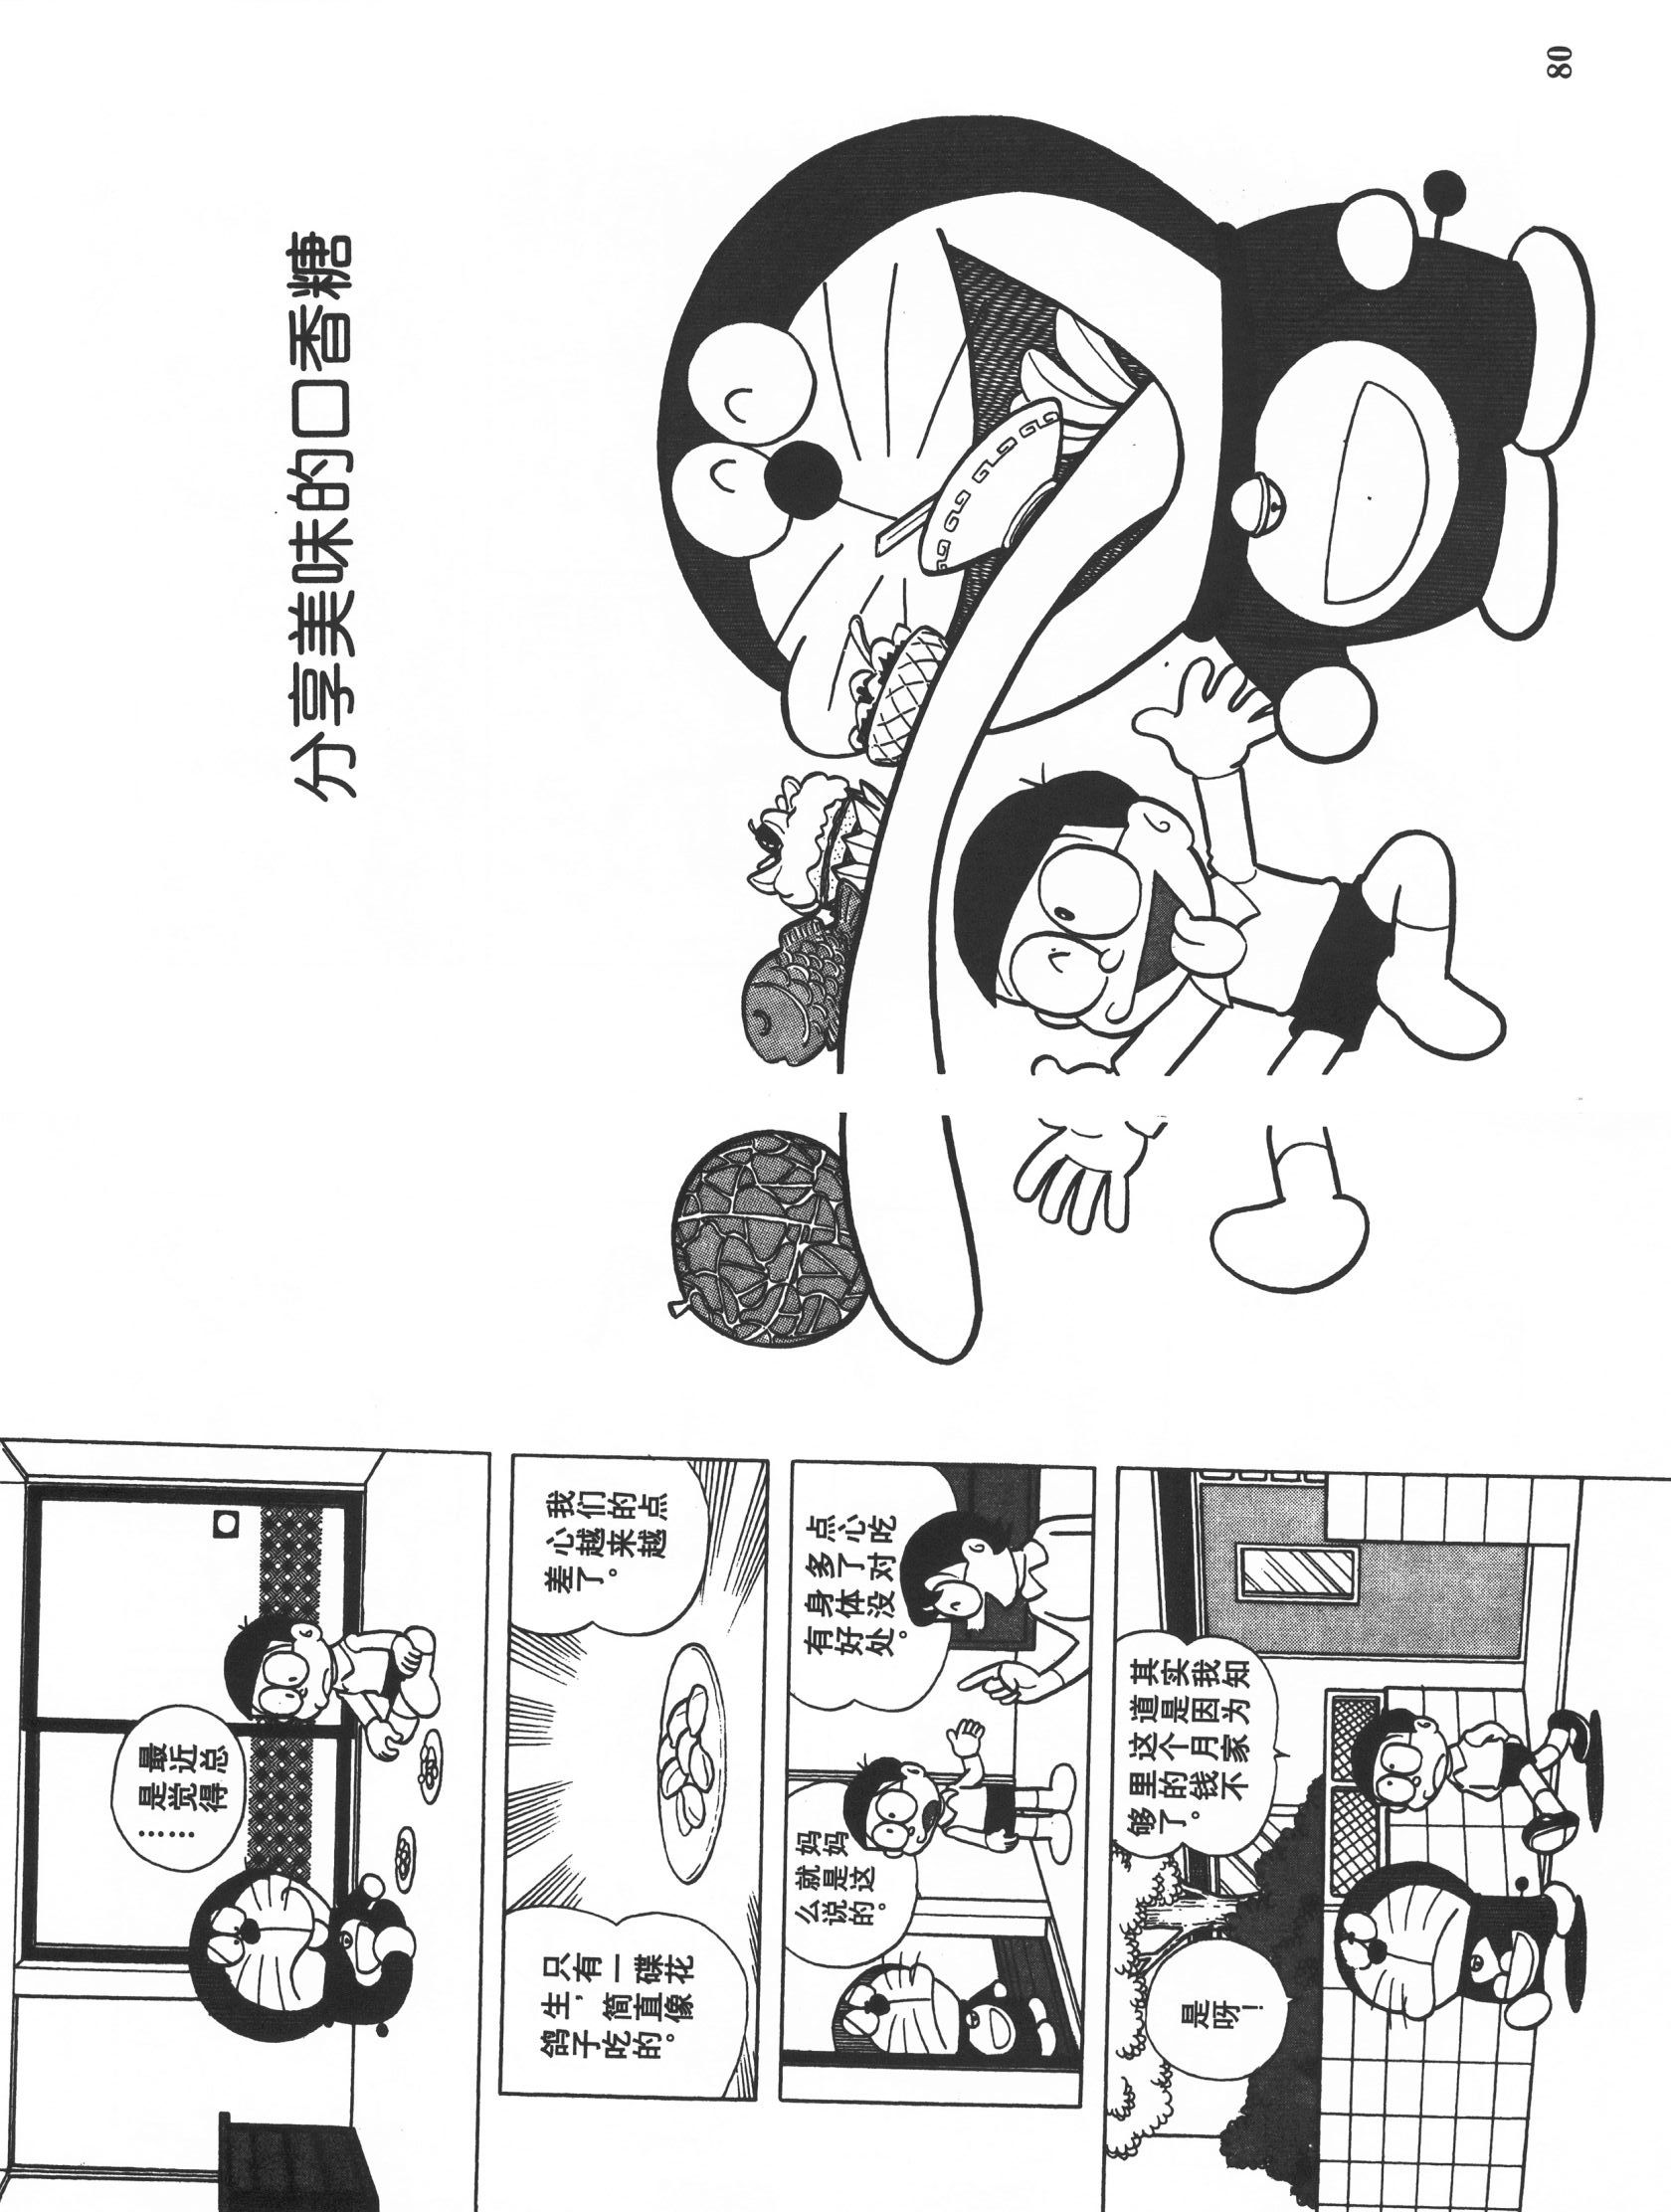 分享美味的口香糖
80
最近总
是觉得
……
我们的点
心越来越
差了。
只有一碟花
生，简直像
鸽子吃的。
点心吃
多了对
身体没
有好处。
妈妈
就是这
么说的。
其实我知
道是因为
这个月家
里的钱不
够了。
是呀！